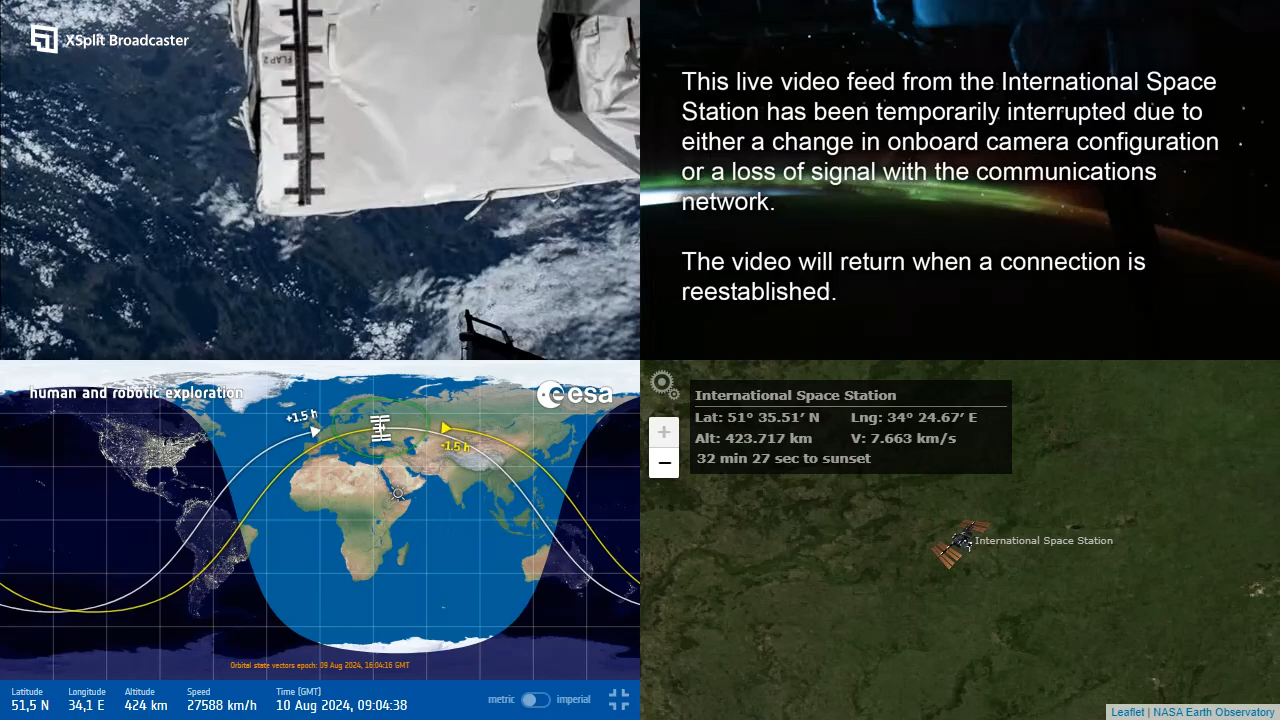 XSplit Broadcaster
FLAP 2
This live video feed from the International Space
Station has been temporarily interrupted due to
either a change in onboard camera configuration
or a loss of signal with the communications
network.
The video will return when a connection is
reestablished.
human and robotic exploration
esa
+1.5 h
-1.5 h
Orbital state vectors epoch: 09 Aug 2024, 16:04:16 GMT
Latitude Longitude Altitude Speed Time (GMT)
51,5 N 34,1 E 424 km 27588 km/h 10 Aug 2024, 09:04:38
metric imperial
International Space Station
Lat: 51° 35.51′ N Lng: 34° 24.67′ E
Alt: 423.717 km V: 7.663 km/s
32 min 27 sec to sunset
+
−
International Space Station
Leaflet | NASA Earth Observatory